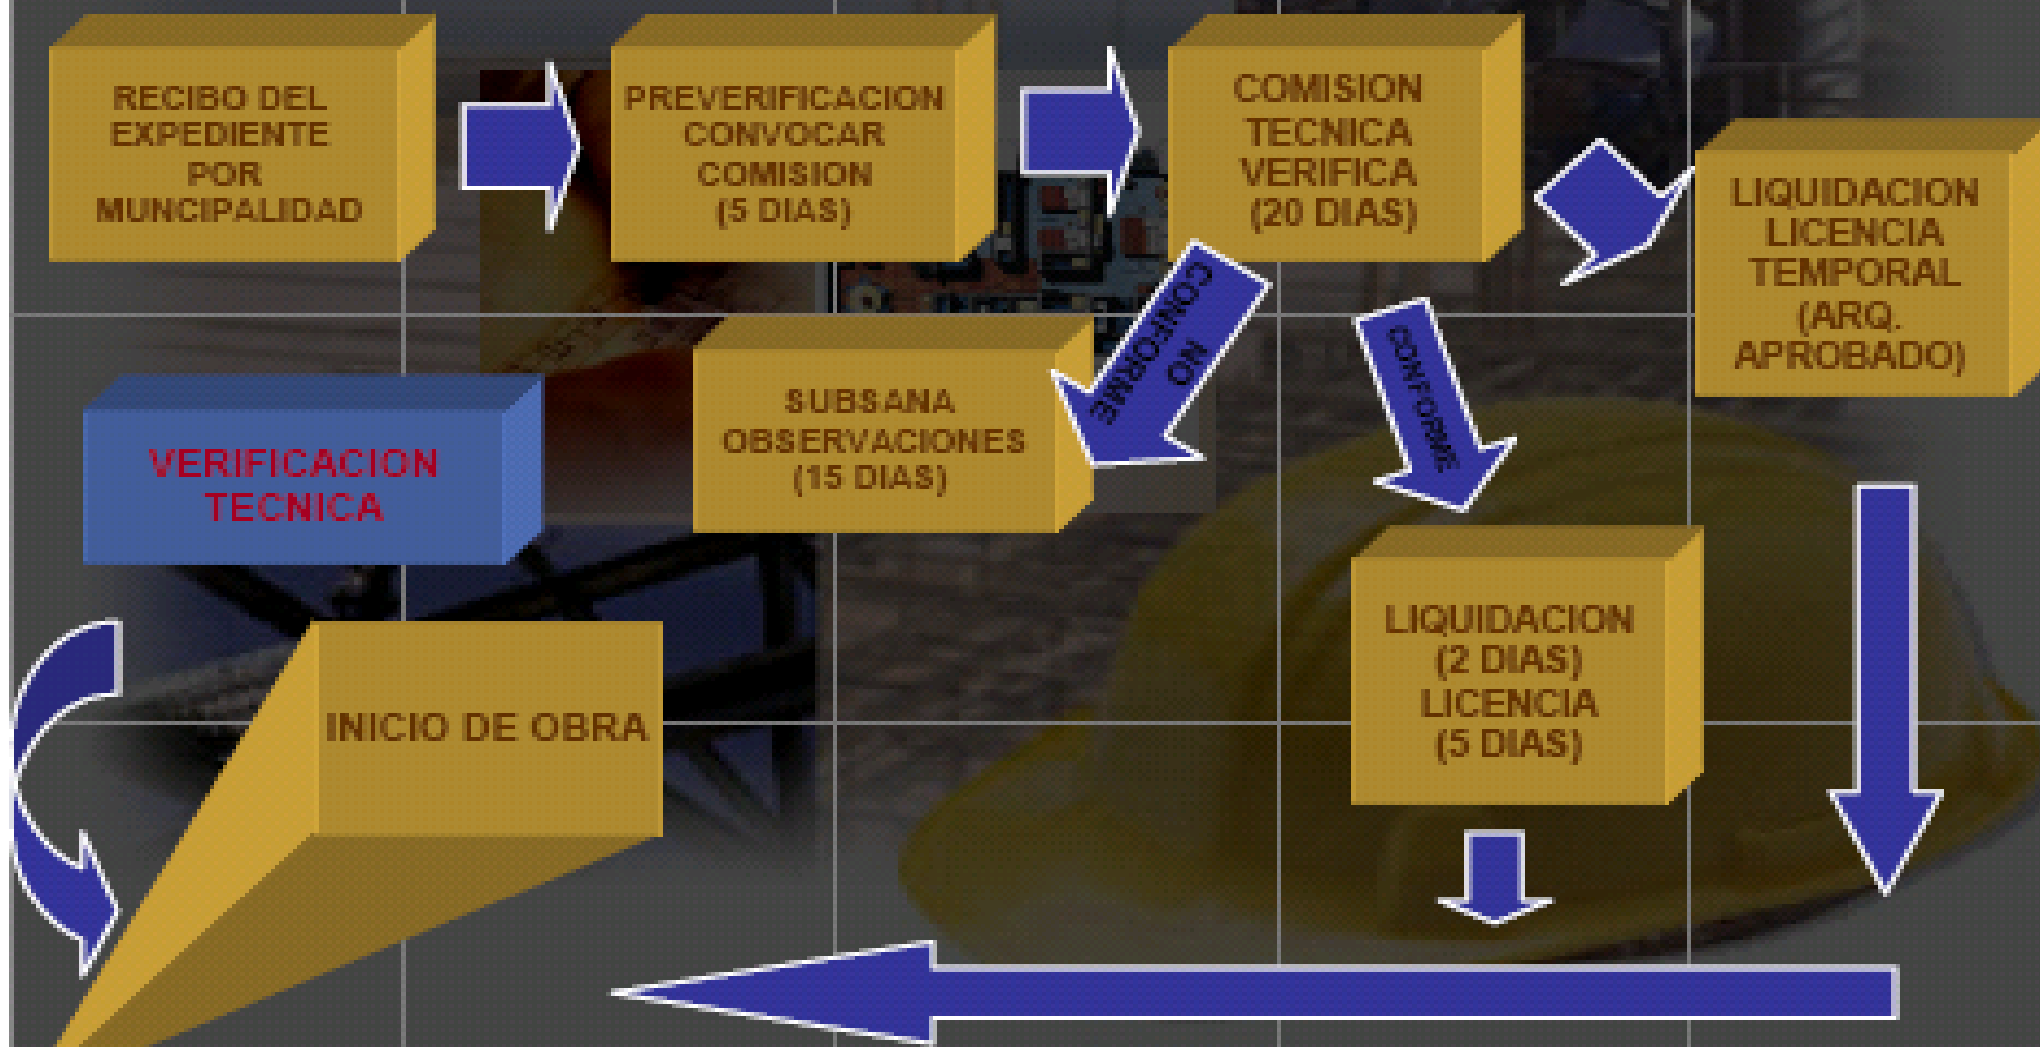 RECIBO DEL
EXPEDIENTE
POR
MUNCIPALIDAD
PREVERIFICACION
CONVOCAR
COMISION
(5 DIAS)
COMISION
TECNICA
VERIFICA
(20 DIAS)
LIQUIDACION
LICENCIA
TEMPORAL
(ARQ.
APROBADO)
NO
CONFORME
CONFORME
SUBSANA
OBSERVACIONES
(15 DIAS)
VERIFICACION
TECNICA
LIQUIDACION
(2 DIAS)
LICENCIA
(5 DIAS)
INICIO DE OBRA